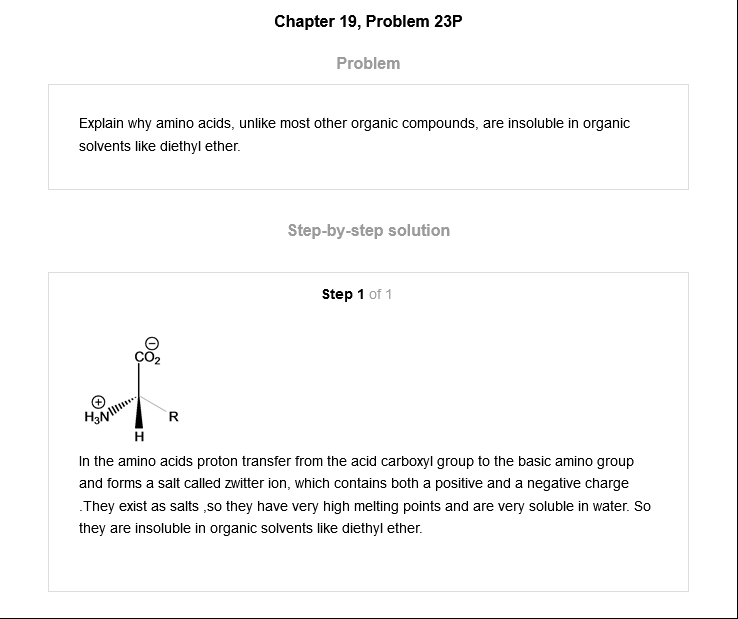 Chapter 19, Problem 23P
Problem
Explain why amino acids, unlike most other organic compounds, are insoluble in organic
solvents like diethyl ether.
Step-by-step solution
Step 1 of 1
⊖
CO₂
⊕
H₃N
R
H
In the amino acids proton transfer from the acid carboxyl group to the basic amino group
and forms a salt called zwitter ion, which contains both a positive and a negative charge
.They exist as salts ,so they have very high melting points and are very soluble in water. So
they are insoluble in organic solvents like diethyl ether.